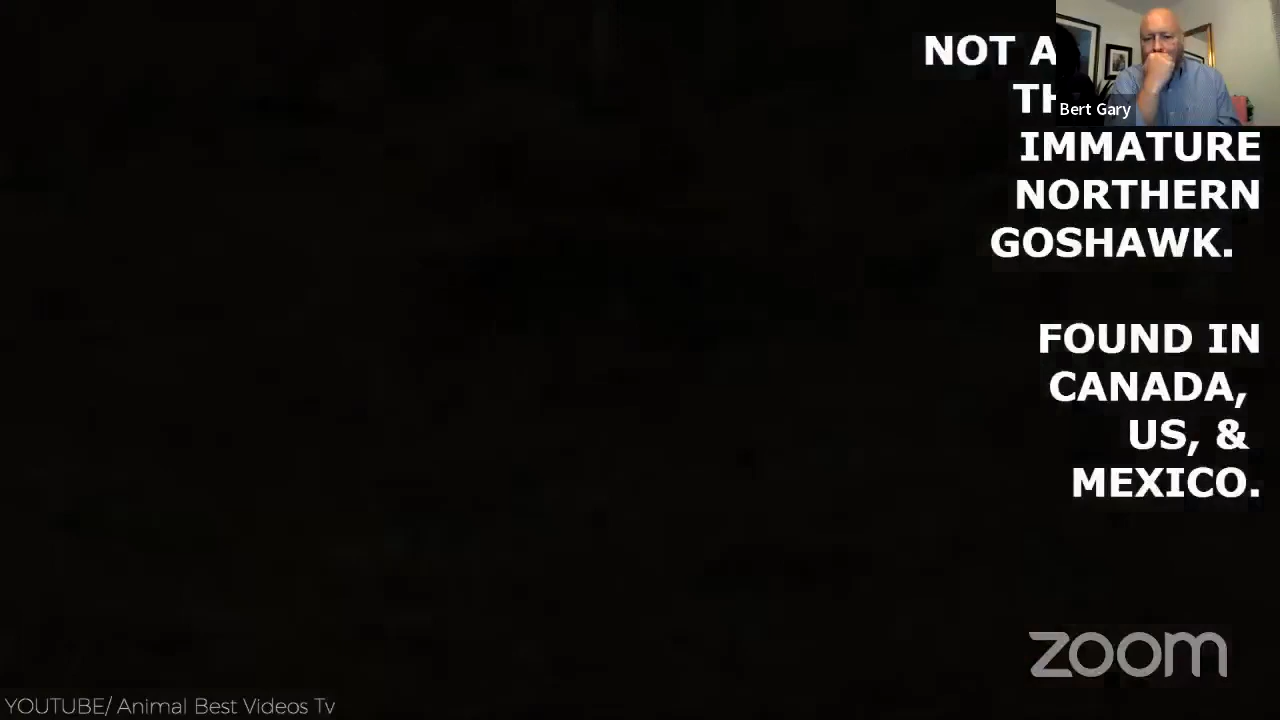 NOT A
IMMATURE
NORTHERN
GOSHAWK.
FOUND IN
CANADA,
US, &
MEXICO.
Bert Gary
zoom
YOUTUBE/ Animal Best Videos Tv